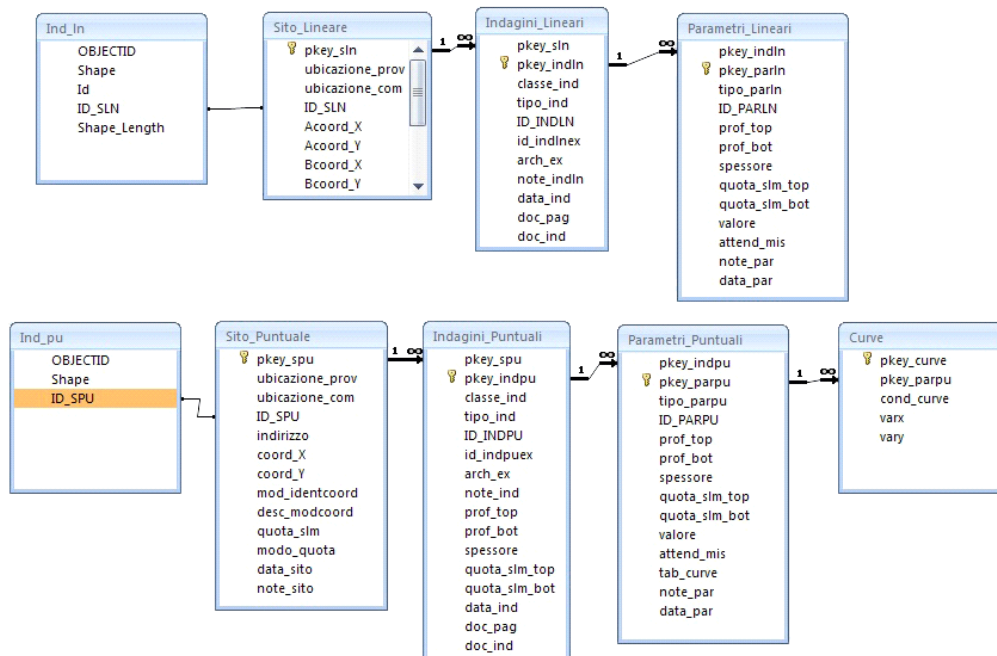 Ind_ln
OBJECTID
Shape
Id
ID_SLN
Shape_Length
Sito_Lineare
pkey_sln
ubicazione_prov
ubicazione_com
ID_SLN
Acoord_X
Acoord_Y
Bcoord_X
Bcoord_Y
1
∞
Indagini_Lineari
pkey_sln
pkey_indln
classe_ind
tipo_ind
ID_INDLN
id_indlnex
arch_ex
note_indln
data_ind
doc_pag
doc_ind
1
∞
Parametri_Lineari
pkey_indln
pkey_parln
tipo_parln
ID_PARLN
prof_top
prof_bot
spessore
quota_slm_top
quota_slm_bot
valore
attend_mis
note_par
data_par
Ind_pu
OBJECTID
Shape
ID_SPU
Sito_Puntuale
pkey_spu
ubicazione_prov
ubicazione_com
ID_SPU
indirizzo
coord_X
coord_Y
mod_identcoord
desc_modcoord
quota_slm
modo_quota
data_sito
note_sito
1
∞
Indagini_Puntuali
pkey_spu
pkey_indpu
classe_ind
tipo_ind
ID_INDPU
id_indpuex
arch_ex
note_ind
prof_top
prof_bot
spessore
quota_slm_top
quota_slm_bot
data_ind
doc_pag
doc_ind
1
∞
Parametri_Puntuali
pkey_indpu
pkey_parpu
tipo_parpu
ID_PARPU
prof_top
prof_bot
spessore
quota_slm_top
quota_slm_bot
valore
attend_mis
tab_curve
note_par
data_par
1
∞
Curve
pkey_curve
pkey_parpu
cond_curve
varx
vary